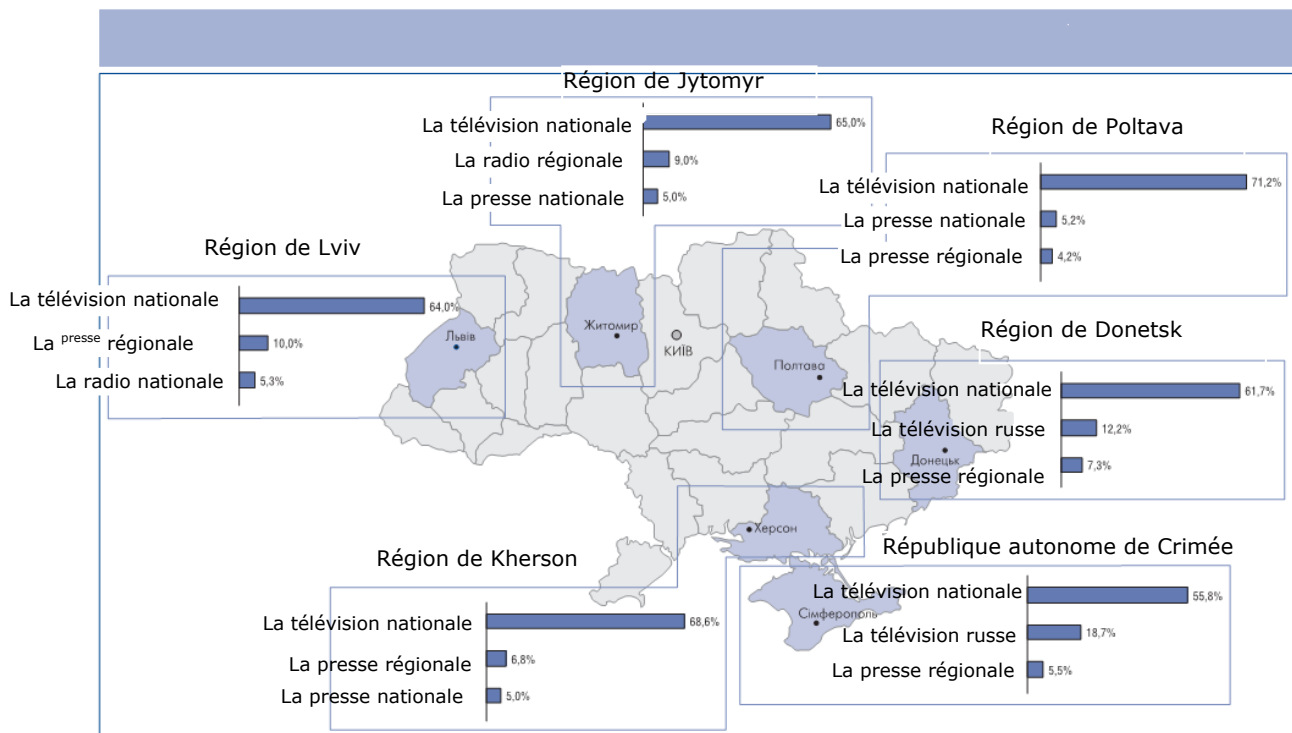 Région de Jytomyr
La télévision nationale 65,0%
La radio régionale 9,0%
La presse nationale 5,0%
Région de Poltava
La télévision nationale 71,2%
La presse nationale 5,2%
La presse régionale 4,2%
Région de Lviv
La télévision nationale 64,0%
La presse régionale 10,0%
La radio nationale 5,3%
Львів
Житомир
КИЇВ
Полтава
Région de Donetsk
La télévision nationale 61,7%
La télévision russe 12,2%
La presse régionale 7,3%
Донецьк
Херсон
Région de Kherson
La télévision nationale 68,6%
La presse régionale 6,8%
La presse nationale 5,0%
République autonome de Crimée
La télévision nationale 55,8%
La télévision russe 18,7%
La presse régionale 5,5%
Сімферополь